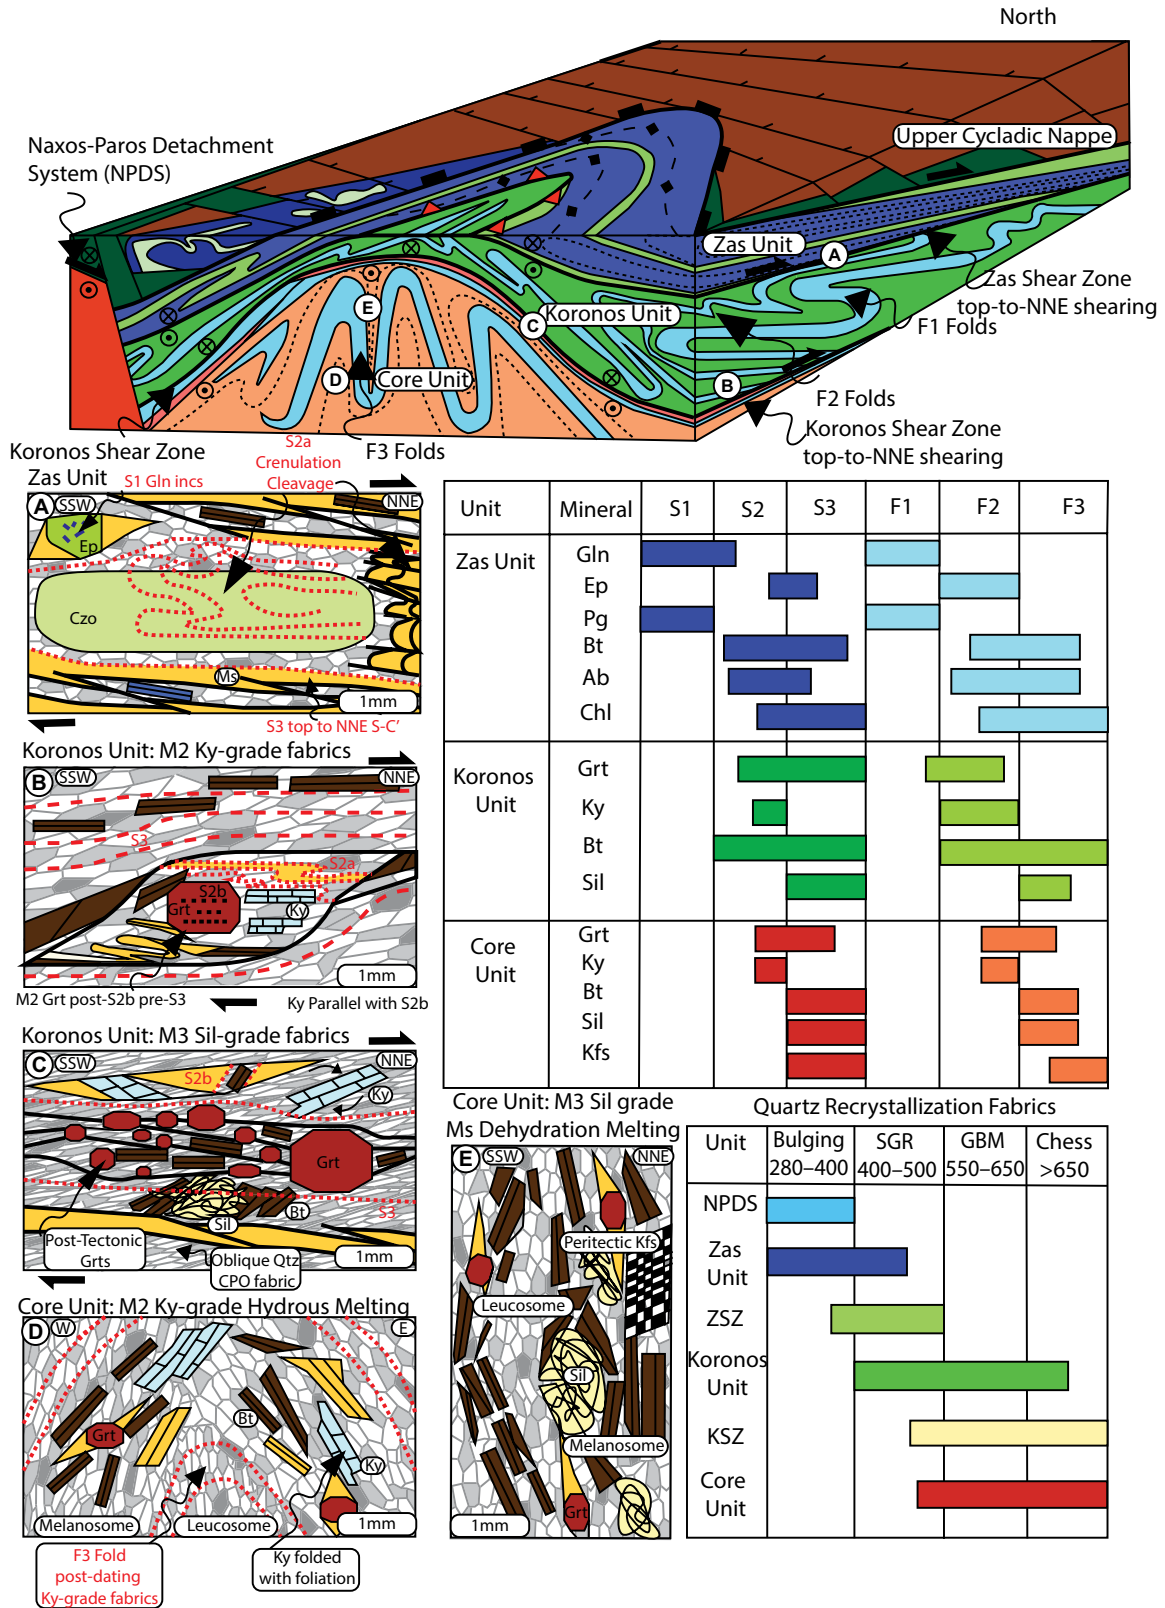 North
Naxos-Paros Detachment
System (NPDS)
Upper Cycladic Nappe
Zas Unit
A
Zas Shear Zone
top-to-NNE shearing
E
Koronos Unit
C
F1 Folds
D
Core Unit
B
F2 Folds
Koronos Shear Zone
top-to-NNE shearing
Koronos Shear Zone
F3 Folds
Zas Unit
S2a
Crenulation
Cleavage
S1 Gln incs
A
SSW
NNE
Ep
Czo
Ms
1mm
S3 top to NNE S-C'
Koronos Unit: M2 Ky-grade fabrics
B
SSW
NNE
S3
S2a
S2b
Grt
Ky
1mm
M2 Grt post-S2b pre-S3
Ky Parallel with S2b
Koronos Unit: M3 Sil-grade fabrics
C
SSW
NNE
S2b
Ky
Grt
Sil
Bt
S3
Post-Tectonic
Grts
Oblique Qtz
CPO fabric
1mm
Core Unit: M2 Ky-grade Hydrous Melting
D
W
E
Grt
Bt
Ky
Melanosome
Leucosome
1mm
F3 Fold
post-dating
Ky-grade fabrics
Ky folded
with foliation
Unit Mineral S1 S2 S3 F1 F2 F3
Zas Unit
Gln
Ep
Pg
Bt
Ab
Chl
Koronos
Unit
Grt
Ky
Bt
Sil
Core
Unit
Grt
Ky
Bt
Sil
Kfs
Core Unit: M3 Sil grade
Ms Dehydration Melting
E
SSW
NNE
Peritectic Kfs
Leucosome
Sil
Melanosome
Grt
1mm
Quartz Recrystallization Fabrics
Unit Bulging SGR GBM Chess
280–400 400–500 550–650 >650
NPDS
Zas
Unit
ZSZ
Koronos
Unit
KSZ
Core
Unit